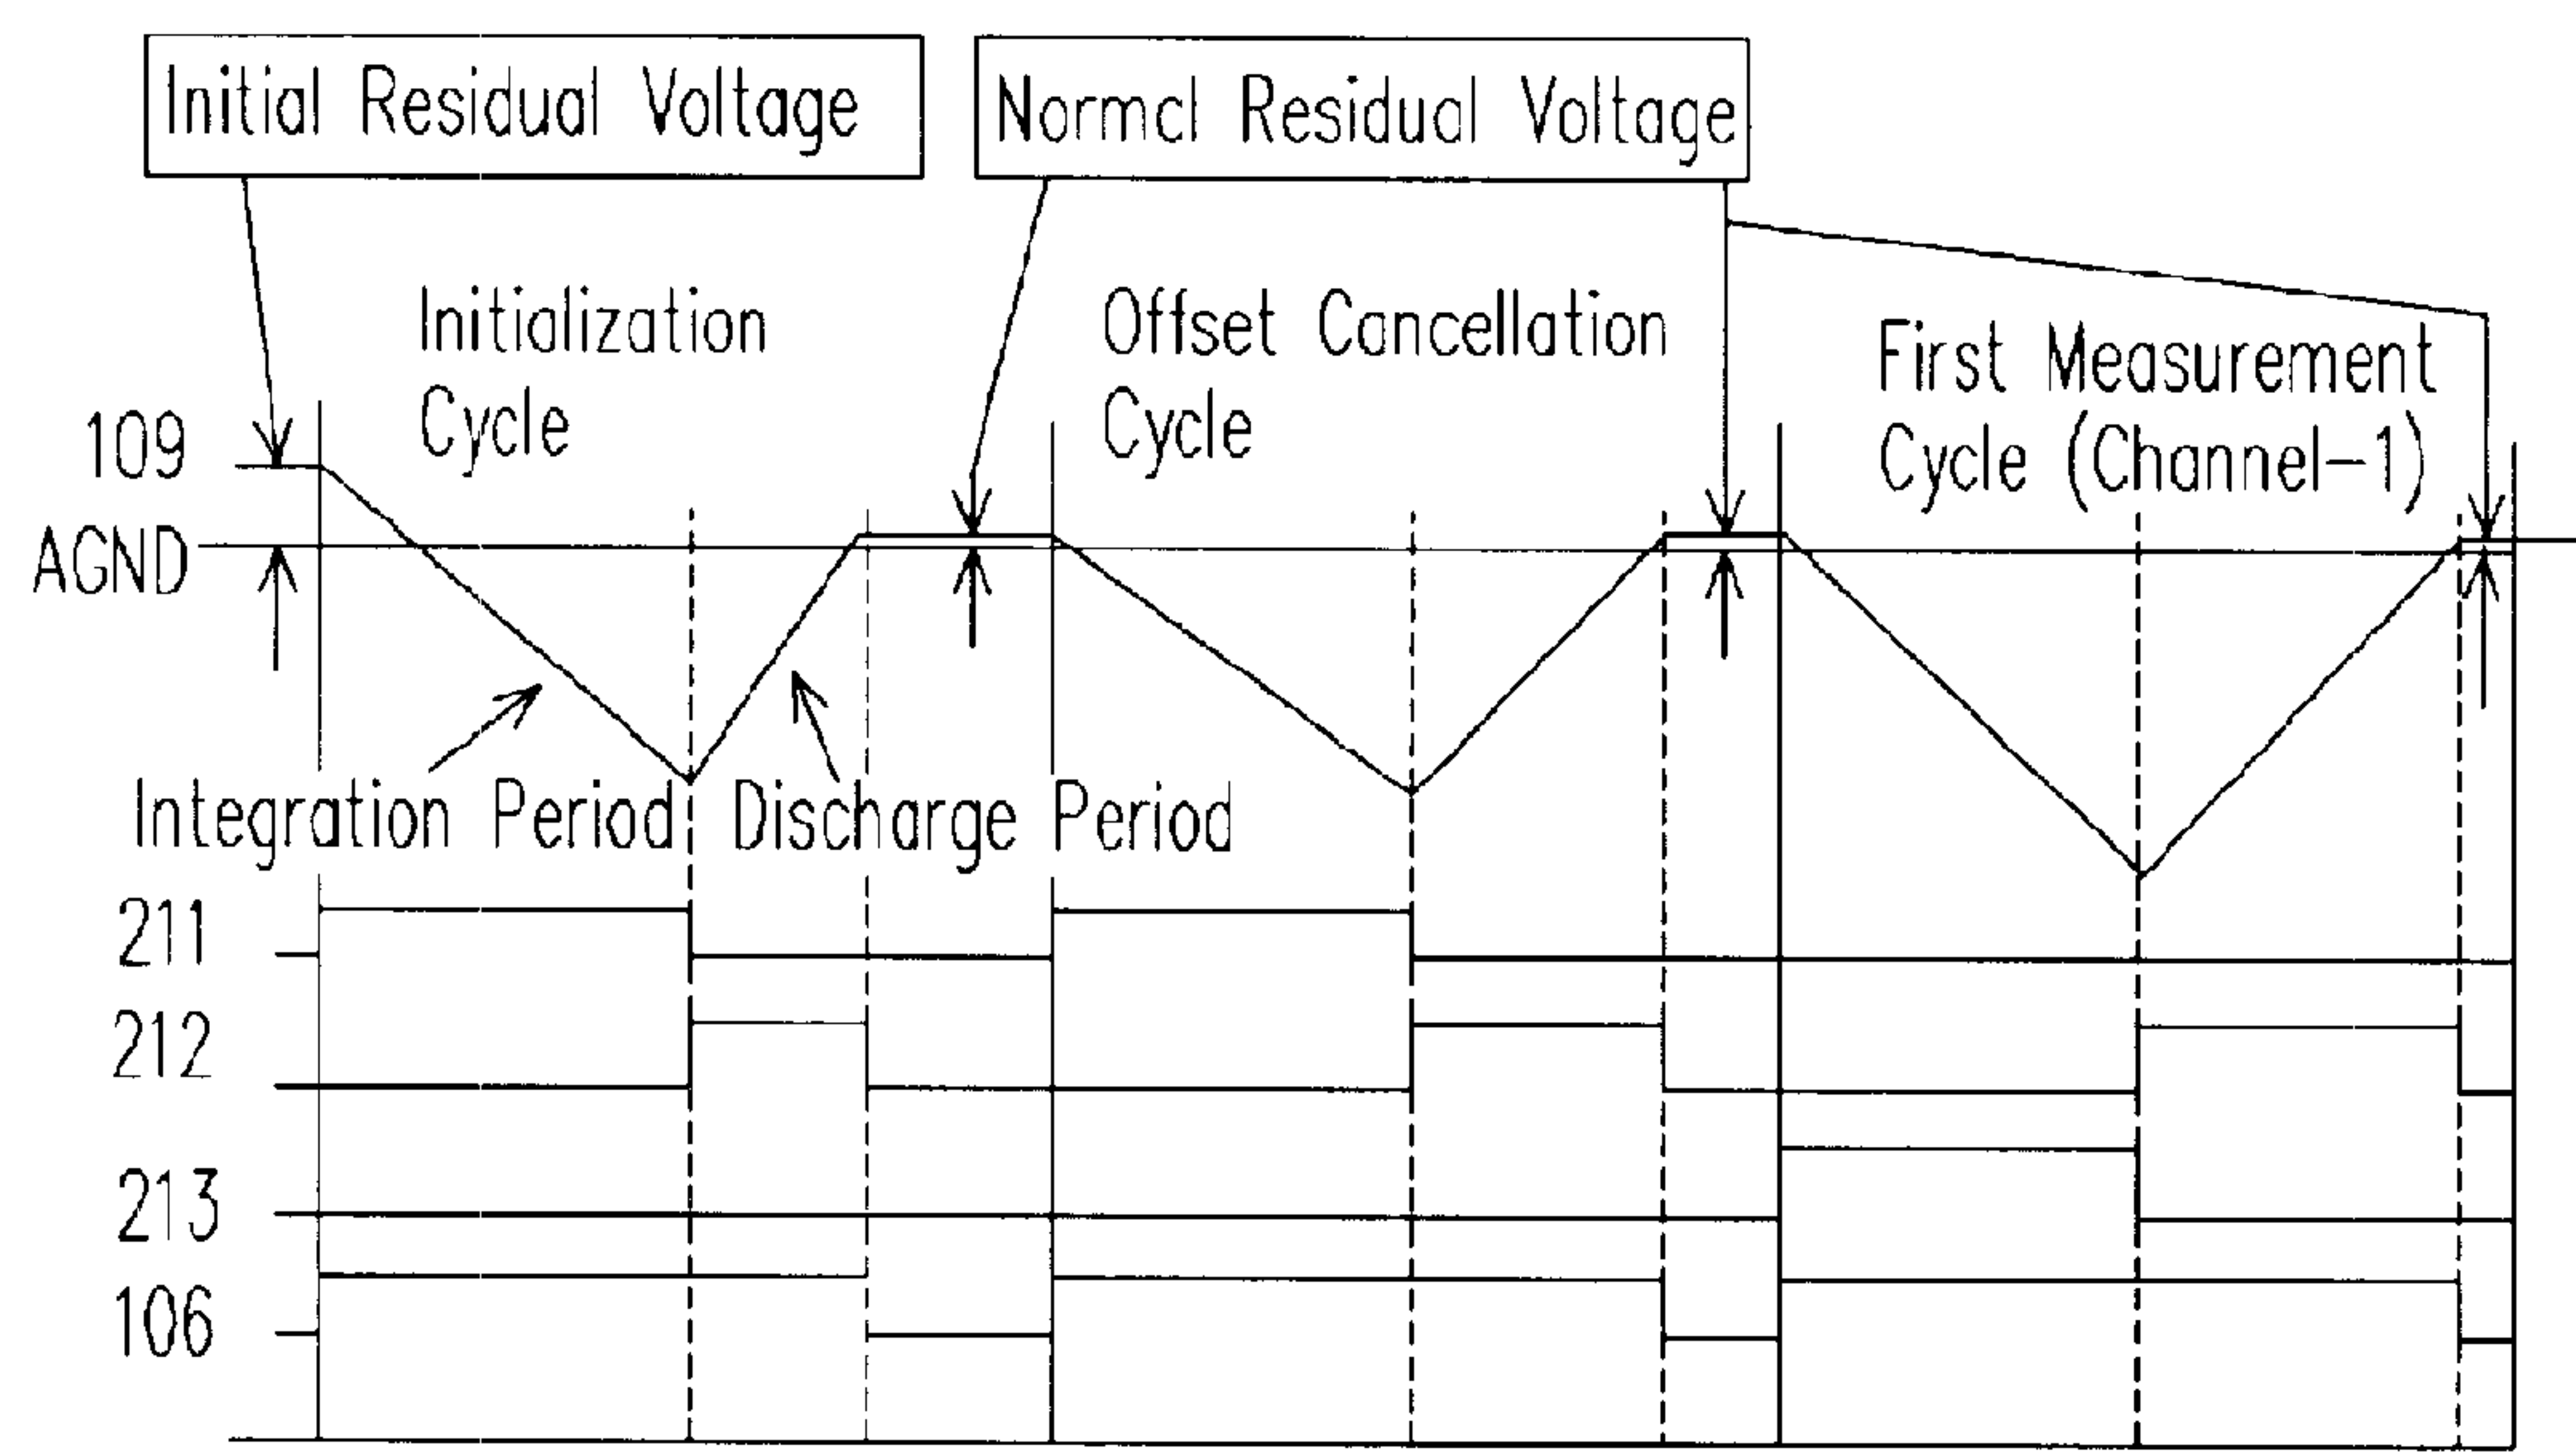 Initial Residual Voltage
Normcl Residual Voltage
Initialization
Cycle
Offset Cancellation
Cycle
First Measurement
Cycle (Channel-1)
109
AGND
Integration Period
Discharge Period
211
212
213
106